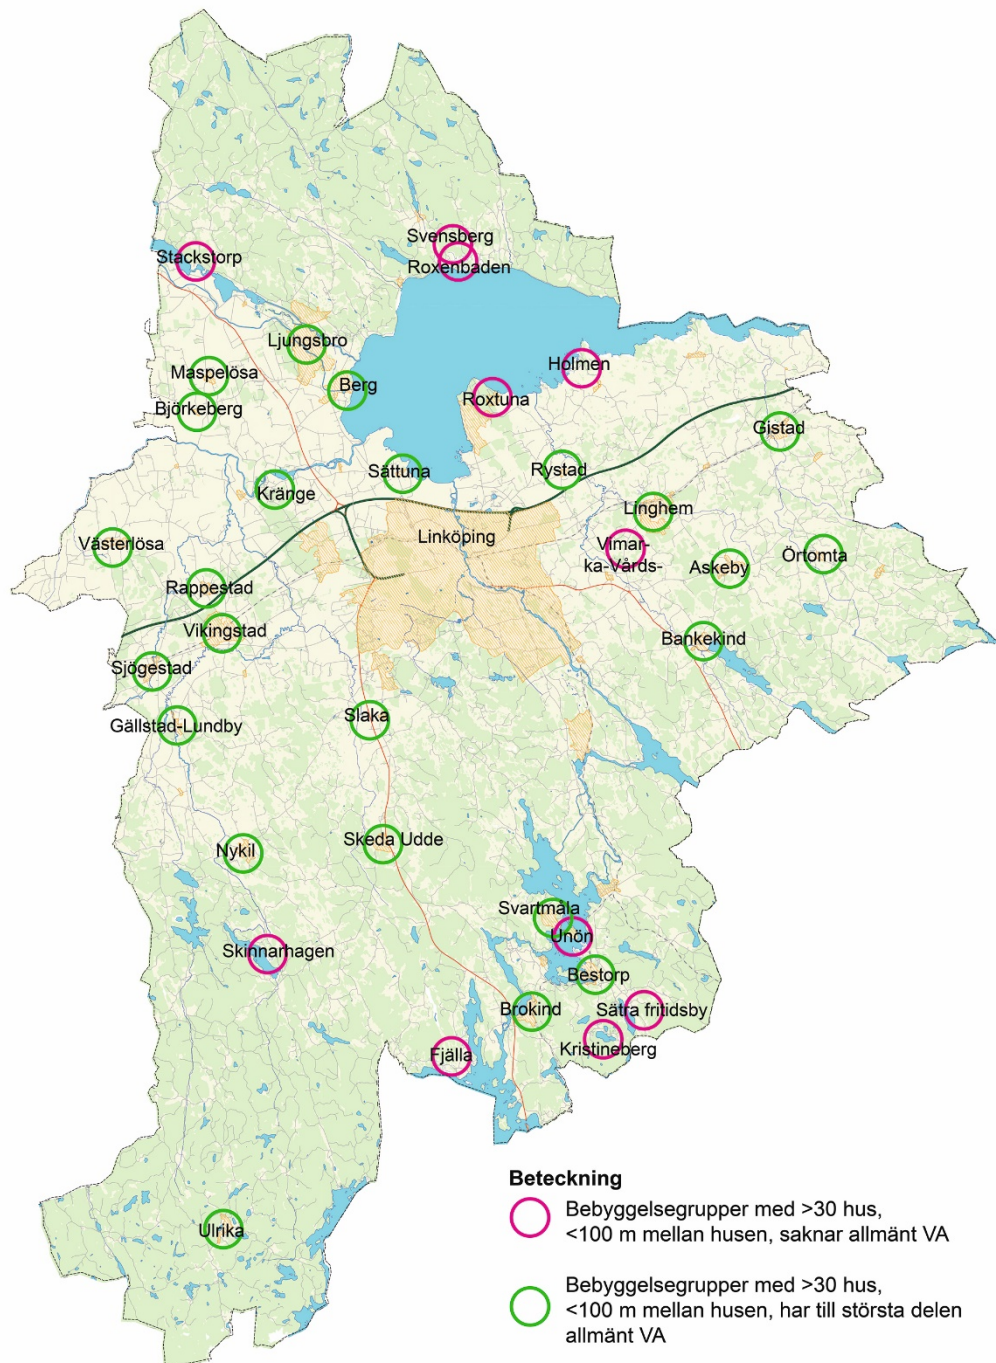 Svensberg
Stackstorp
Roxenbaden
Ljungsbro
Holmen
Maspelösa
Berg
Roxtuna
Björkeberg
Gistad
Sättuna
Rystad
Kränge
Linghem
Linköping
Västerlösa
Vimar-
ka-Vårds-
Örtomta
Askeby
Rappestad
Vikingstad
Bankekind
Sjögestad
Slaka
Gällstad-Lundby
Skeda Udde
Nykil
Svartmåla
Unön
Skinnarhagen
Bestorp
Brokind
Sätra fritidsby
Kristineberg
Fjälla
Ulrika
Beteckning
Bebyggelsegrupper med >30 hus,
<100 m mellan husen, saknar allmänt VA
Bebyggelsegrupper med >30 hus,
<100 m mellan husen, har till största delen
allmänt VA